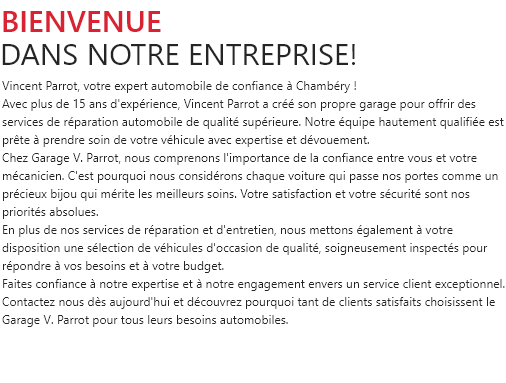 BIENVENUE
DANS NOTRE ENTREPRISE!
Vincent Parrot, votre expert automobile de confiance à Chambéry !
Avec plus de 15 ans d'expérience, Vincent Parrot a créé son propre garage pour offrir des
services de réparation automobile de qualité supérieure. Notre équipe hautement qualifiée est
prête à prendre soin de votre véhicule avec expertise et dévouement.
Chez Garage V. Parrot, nous comprenons l'importance de la confiance entre vous et votre
mécanicien. C'est pourquoi nous considérons chaque voiture qui passe nos portes comme un
précieux bijou qui mérite les meilleurs soins. Votre satisfaction et votre sécurité sont nos
priorités absolues.
En plus de nos services de réparation et d'entretien, nous mettons également à votre
disposition une sélection de véhicules d'occasion de qualité, soigneusement inspectés pour
répondre à vos besoins et à votre budget.
Faites confiance à notre expertise et à notre engagement envers un service client exceptionnel.
Contactez nous dès aujourd'hui et découvrez pourquoi tant de clients satisfaits choisissent le
Garage V. Parrot pour tous leurs besoins automobiles.